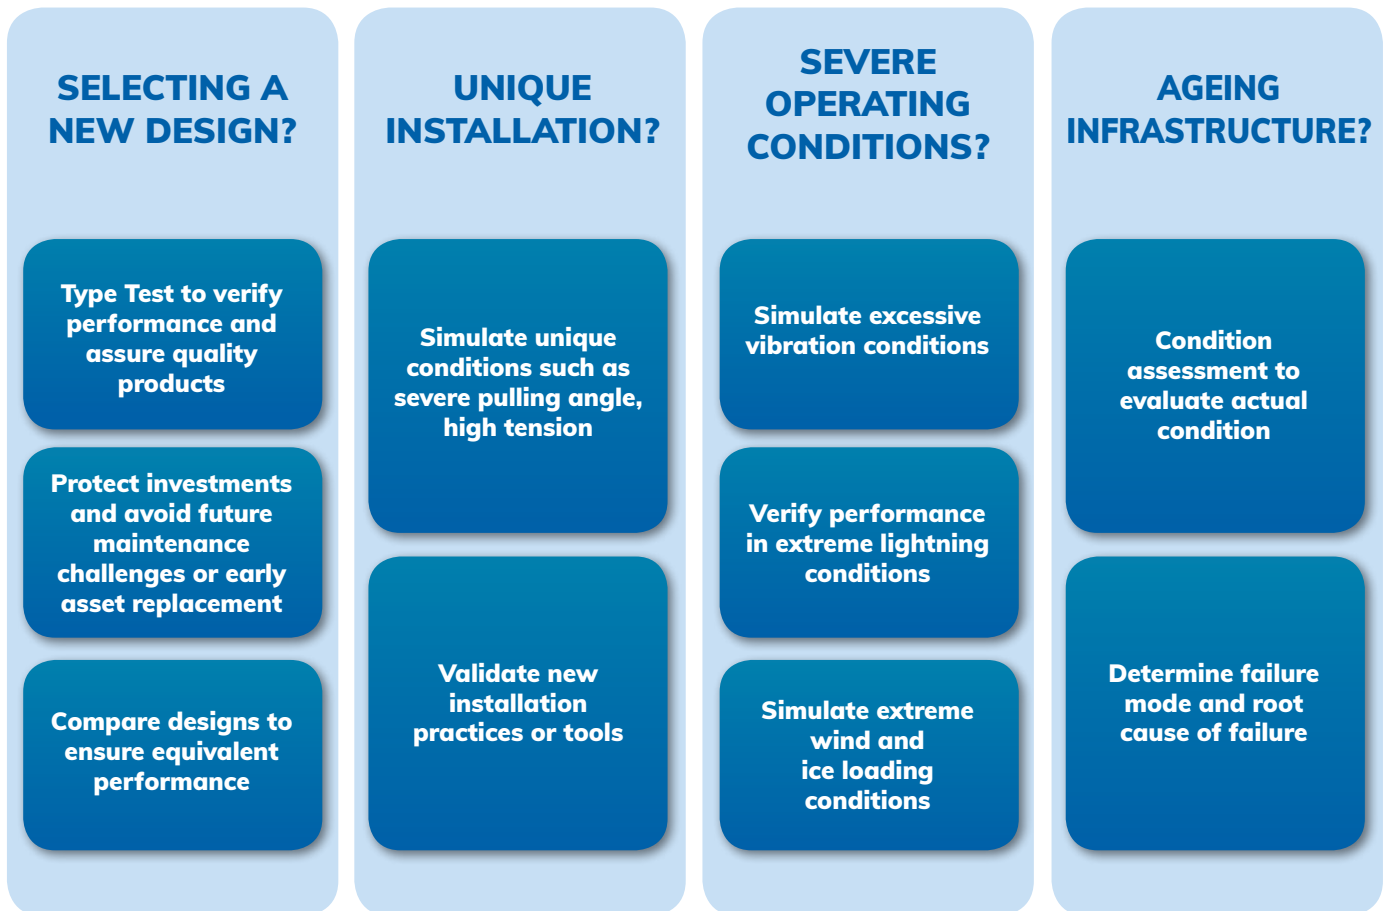 SELECTING A
NEW DESIGN?
Type Test to verify
performance and
assure quality
products
Protect investments
and avoid future
maintenance
challenges or early
asset replacement
Compare designs to
ensure equivalent
performance
UNIQUE
INSTALLATION?
Simulate unique
conditions such as
severe pulling angle,
high tension
Validate new
installation
practices or tools
SEVERE
OPERATING
CONDITIONS?
Simulate excessive
vibration conditions
Verify performance
in extreme lightning
conditions
Simulate extreme
wind and
ice loading
conditions
AGEING
INFRASTRUCTURE?
Condition
assessment to
evaluate actual
condition
Determine failure
mode and root
cause of failure